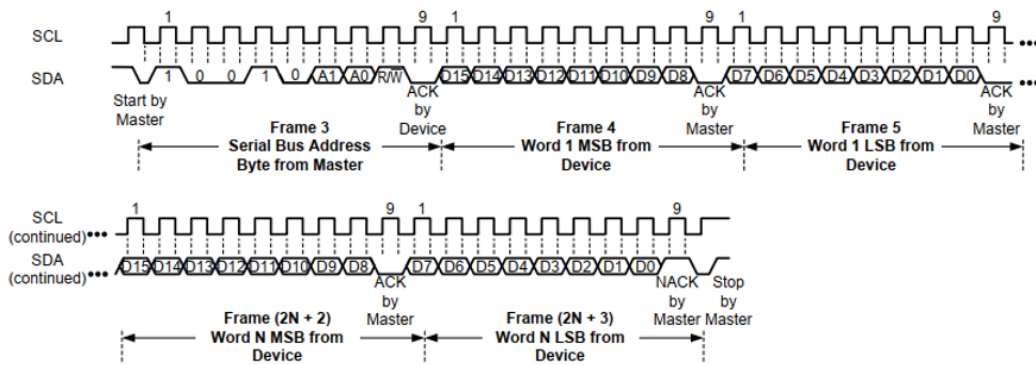 1 9 1 9 1 9
SCL •••
SDA 1 0 0 1 0 A1 A0 R/W D15 D14 D13 D12 D11 D10 D9 D8 D7 D6 D5 D4 D3 D2 D1 D0 •••
Start by Master
ACK by Device
ACK by Master
ACK by Master
Frame 3
Serial Bus Address
Byte from Master
Frame 4
Word 1 MSB from
Device
Frame 5
Word 1 LSB from
Device
1 9 1 9
SCL
(continued) •••
SDA
(continued) ••• D15 D14 D13 D12 D11 D10 D9 D8 D7 D6 D5 D4 D3 D2 D1 D0
ACK by Master
NACK by Master
Stop by Master
Frame (2N + 2)
Word N MSB from
Device
Frame (2N + 3)
Word N LSB from
Device